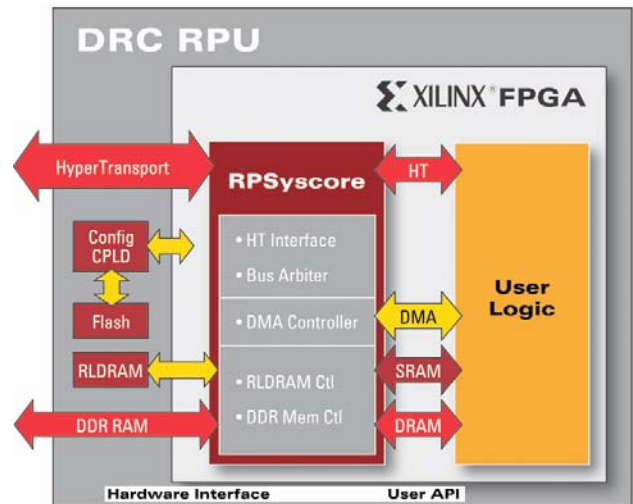 DRC RPU
XILINX® FPGA
HyperTransport
RPSyscore
HT
Config
CPLD
• HT Interface
• Bus Arbiter
User
Logic
Flash
• DMA Controller
DMA
RLDRAM
• RLDRAM Ctl
SRAM
DDR RAM
• DDR Mem Ctl
DRAM
Hardware Interface
User API